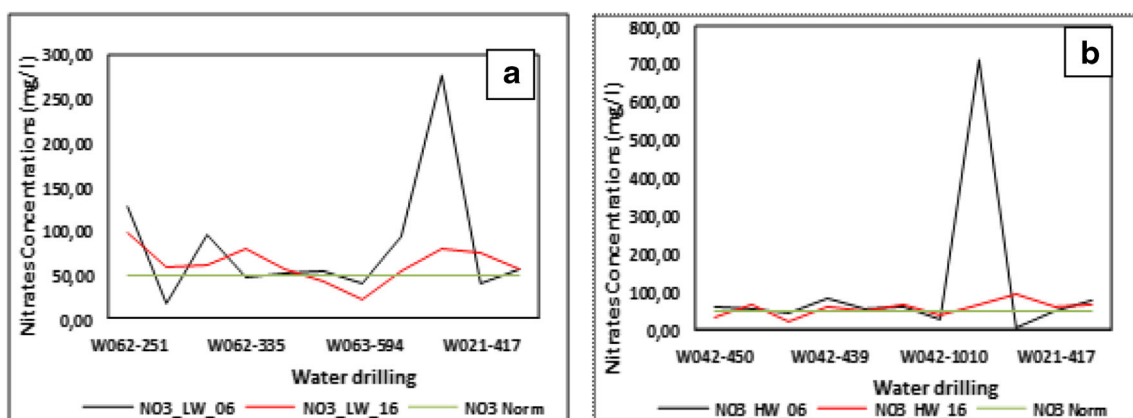 a
Nitrates Concentrations (mg/l)
300,00
250,00
200,00
150,00
100,00
50,00
0,00
W062-251 W062-335 W063-594 W021-417
Water drilling
NO3_LW_06 NO3_LW_16 NO3 Norm
b
Nitrates Concentrations (mg/l)
800,00
700,00
600,00
500,00
400,00
300,00
200,00
100,00
0,00
W042-450 W042-439 W042-1010 W021-417
Water drilling
NO3_HW_06 NO3_HW_16 NO3 Norm